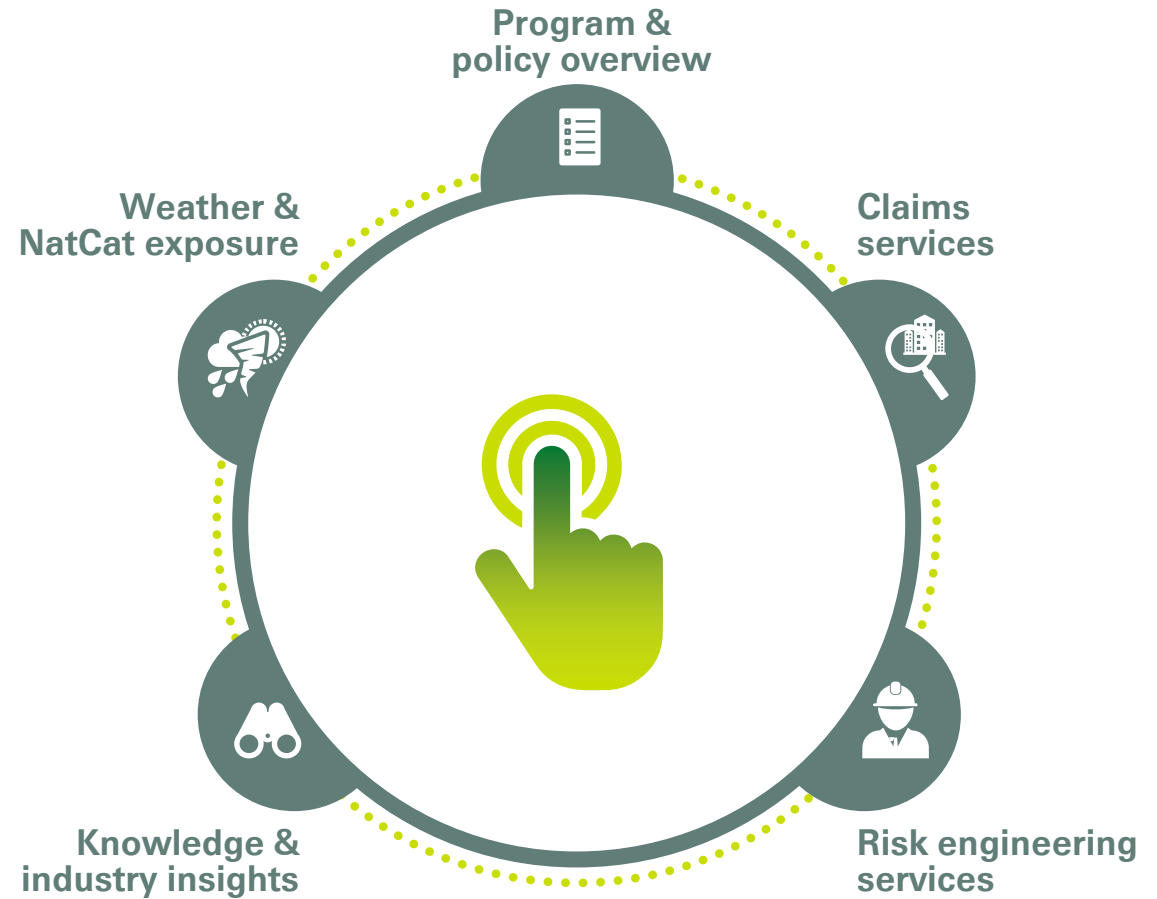 Program &
policy overview
Weather &
NatCat exposure
Claims
services
Knowledge &
industry insights
Risk engineering
services